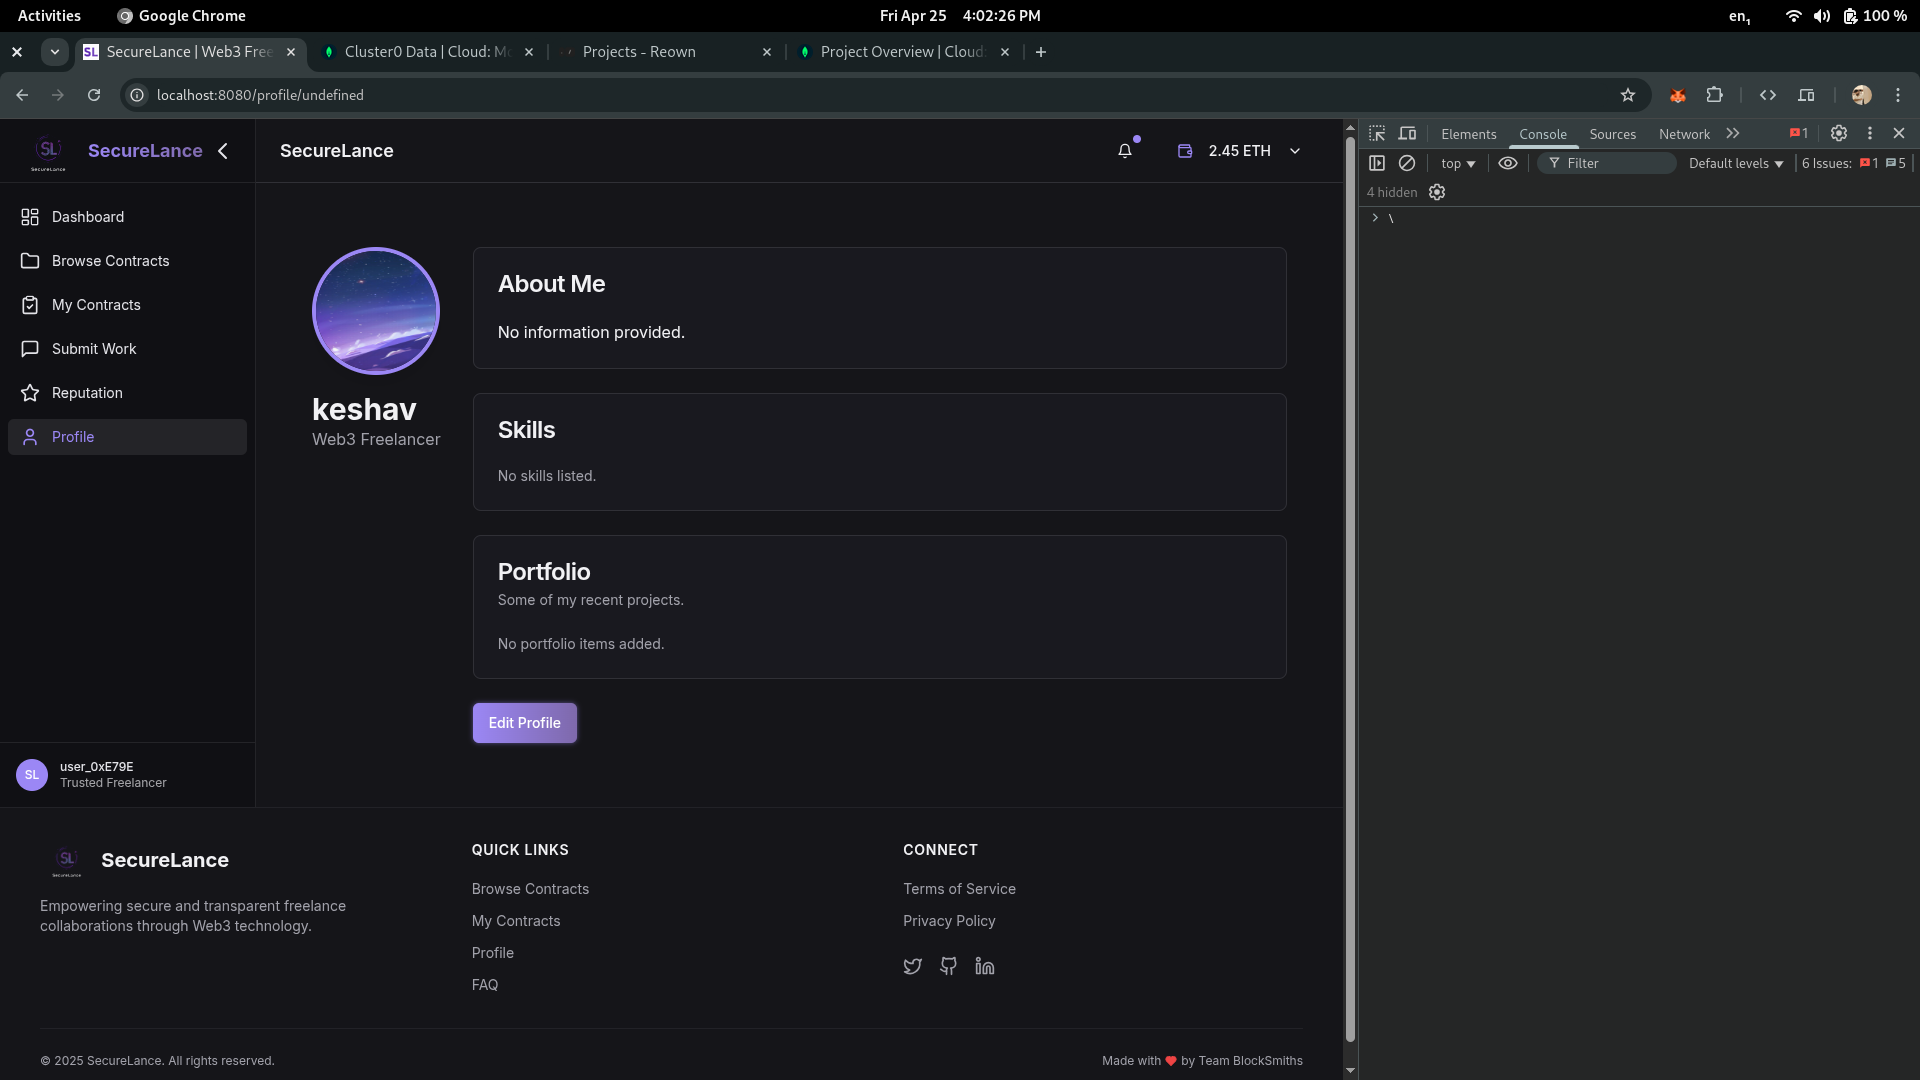 Activities
Google Chrome
Fri Apr 25 4:02:26 PM
en1
100 %
SL SecureLance | Web3 Free
Cluster0 Data | Cloud: Mo
Projects - Reown
Project Overview | Cloud:
localhost:8080/profile/undefined
SL
SecureLance
SecureLance
SecureLance
2.45 ETH
Dashboard
Browse Contracts
My Contracts
Submit Work
Reputation
Profile
keshav
Web3 Freelancer
About Me
No information provided.
Skills
No skills listed.
Portfolio
Some of my recent projects.
No portfolio items added.
Edit Profile
SL
user_0xE79E
Trusted Freelancer
SL
SecureLance
SecureLance
Empowering secure and transparent freelance
collaborations through Web3 technology.
QUICK LINKS
Browse Contracts
My Contracts
Profile
FAQ
CONNECT
Terms of Service
Privacy Policy
© 2025 SecureLance. All rights reserved.
Made with ❤ by Team BlockSmiths
Elements
Console
Sources
Network
1
top
Filter
Default levels
6 Issues: 1 5
4 hidden
> \